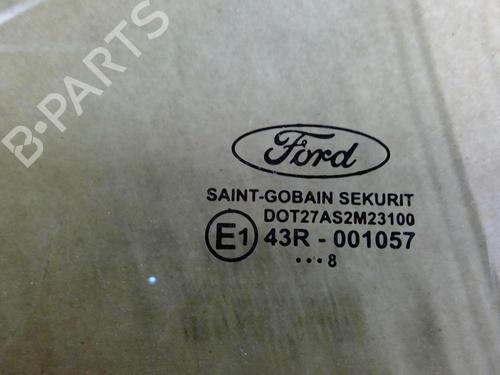 B-PARTS
Ford
SAINT-GOBAIN SEKURIT
DOT27AS2M23100
E1 43R - 001057
•••8